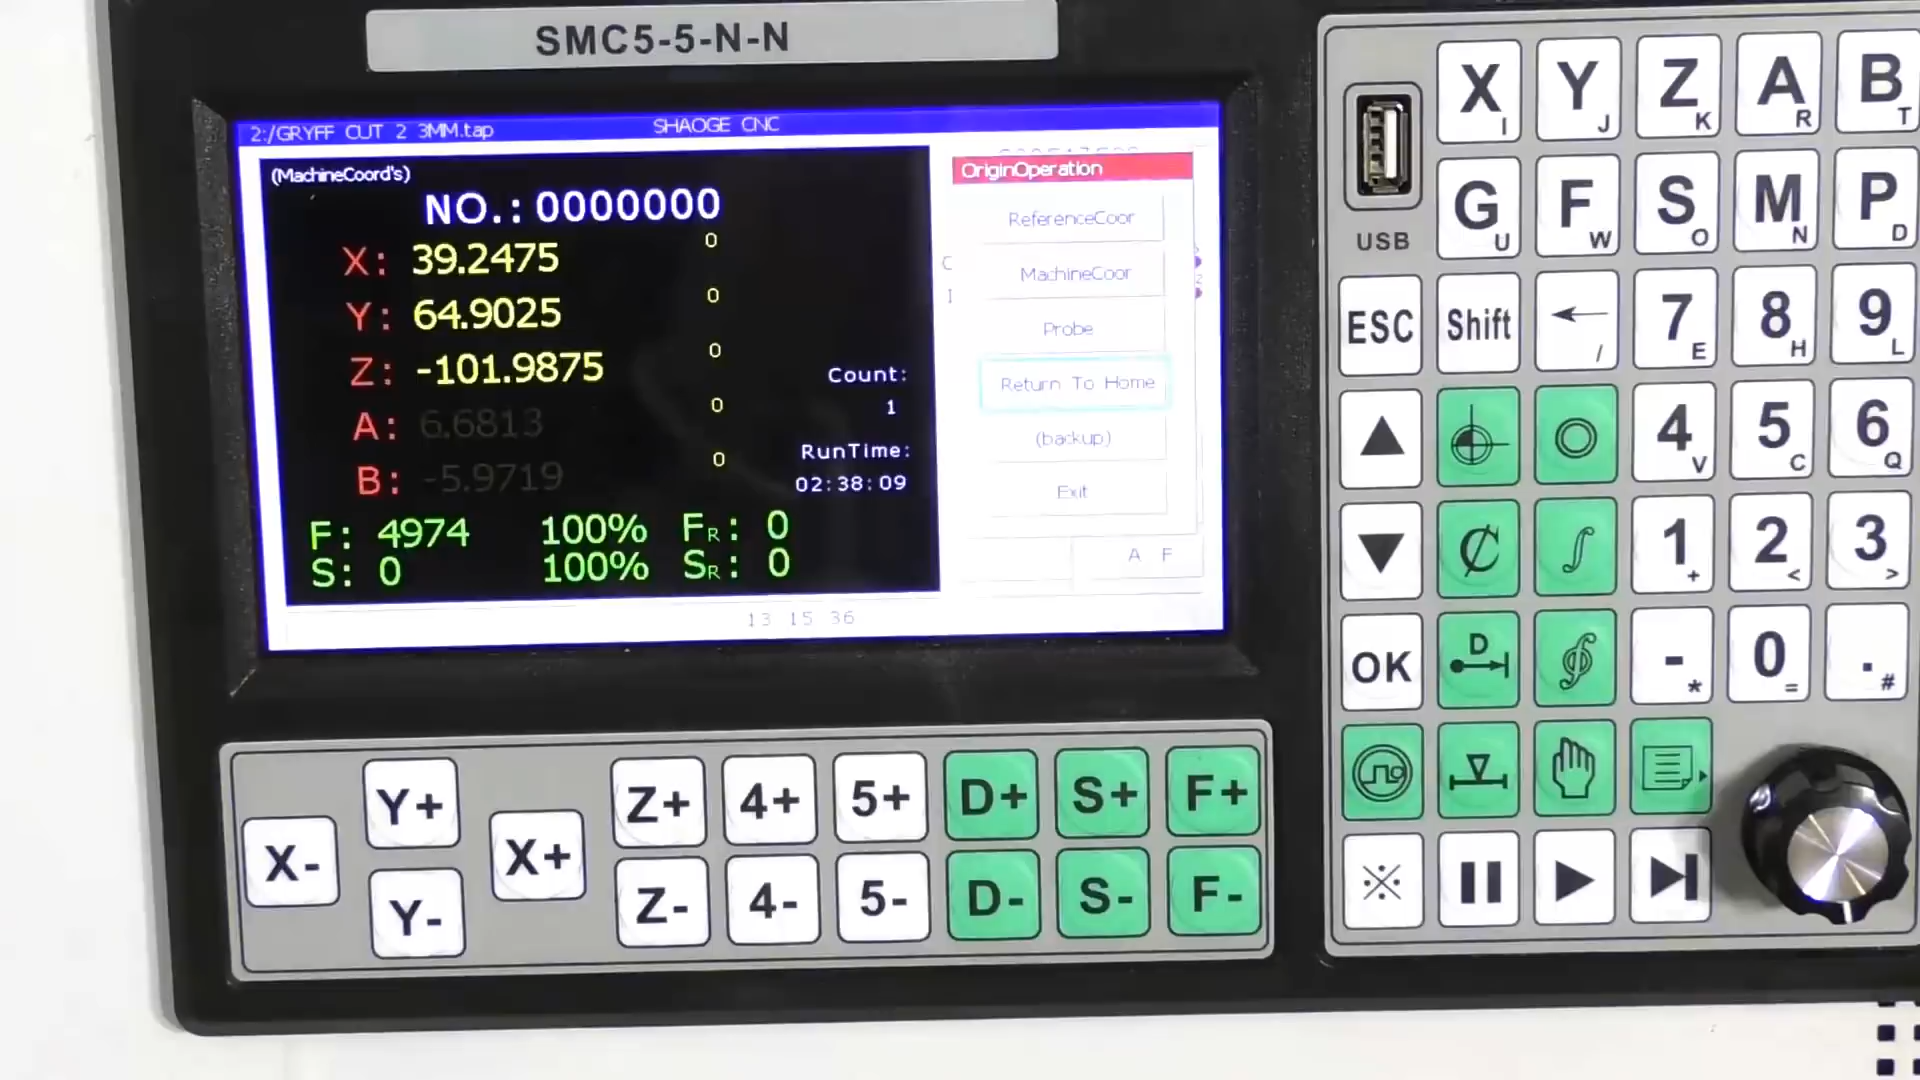 SMC5-5-N-N
2:/GRYFF CUT 2 3MM.tap
SHAOGE CNC
(MachineCoord's)
NO.: 0000000
X: 39.2475 0
Y: 64.9025 0
Z: -101.9875 0
A: 6.6813 0
B: -5.9719 0
Count:
1
RunTime:
02:38:09
F: 4974 100% FR: 0
S: 0 100% SR: 0
OriginOperation
ReferenceCoor
MachineCoor
Probe
Return To Home
(backup)
Exit
A F
13 15 36
USB
X I
Y J
Z K
A R
B T
G U
F W
S O
M N
P D
ESC
Shift
← /
7 E
8 H
9 L
4 V
5 C
6 Q
1 +
2 <
3 >
OK
D
- *
0 =
. #
X-
Y+
Y-
X+
Z+
4+
5+
D+
S+
F+
Z-
4-
5-
D-
S-
F-